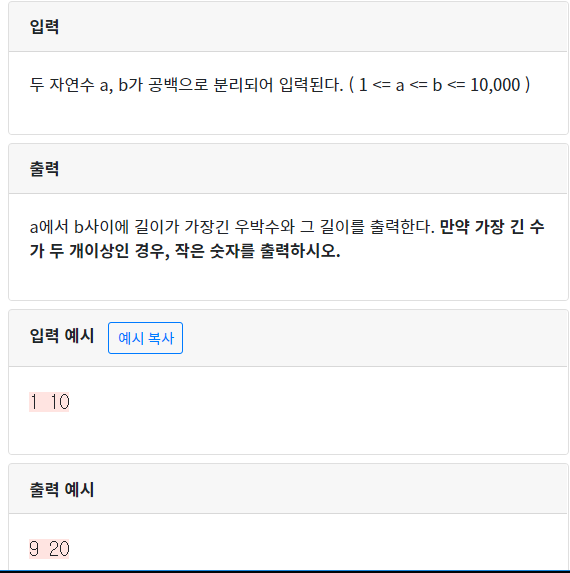 입력
두 자연수 a, b가 공백으로 분리되어 입력된다. ( 1 <= a <= b <= 10,000 )
출력
a에서 b사이에 길이가 가장긴 우박수와 그 길이를 출력한다. 만약 가장 긴 수
가 두 개이상인 경우, 작은 숫자를 출력하시오.
입력 예시 예시 복사
1 10
출력 예시
9 20